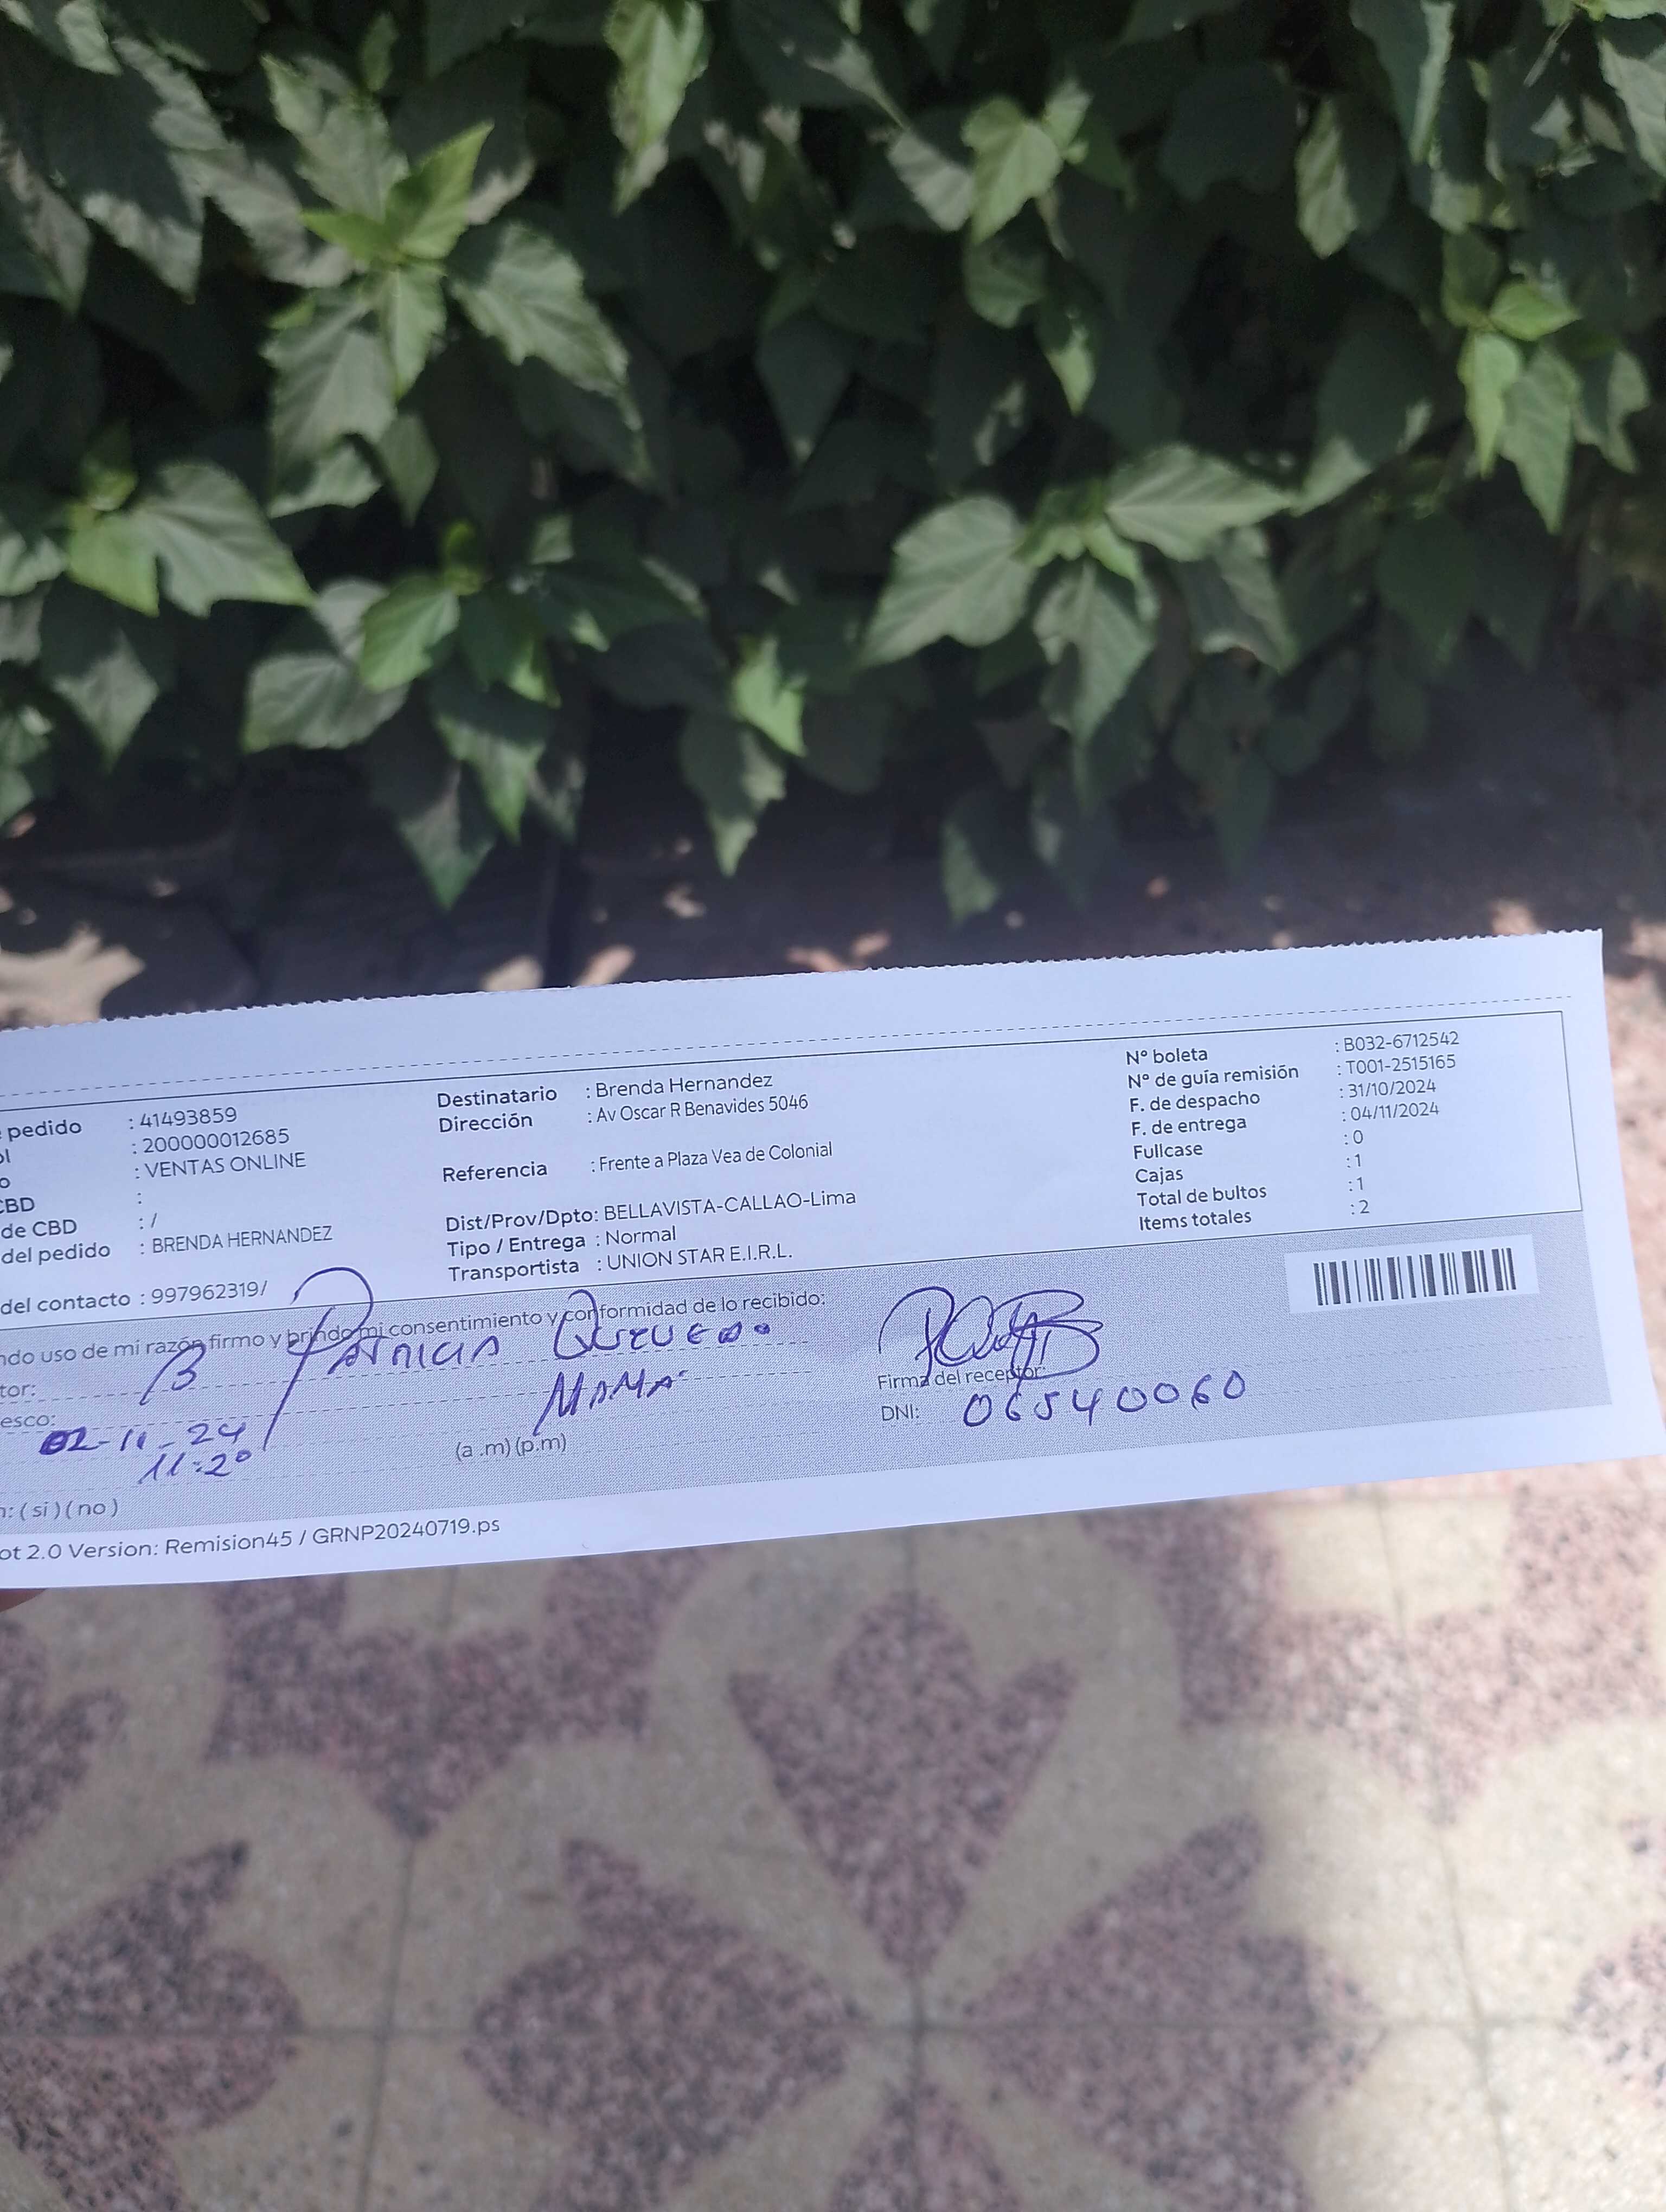 pedido : 41493859
: 200000012685
: VENTAS ONLINE
CBD :
de CBD : /
del pedido : BRENDA HERNANDEZ
del contacto : 997962319/
Destinatario : Brenda Hernandez
Dirección : Av Oscar R Benavides 5046
Referencia : Frente a Plaza Vea de Colonial
Dist/Prov/Dpto: BELLAVISTA-CALLAO-Lima
Tipo / Entrega : Normal
Transportista : UNION STAR E.I.R.L.
N° boleta : B032-6712542
N° de guía remisión : T001-2515165
F. de despacho : 31/10/2024
F. de entrega : 04/11/2024
Fullcase : 0
Cajas : 1
Total de bultos : 1
Items totales : 2
ndo uso de mi razón firmo y brindo mi consentimiento y conformidad de lo recibido:
tor: Patricia
esco: MAMA
02-11-24
11:20 (a .m) (p.m)
Firma del receptor:
DNI: 06540060
n: ( si ) ( no )
ot 2.0 Version: Remision45 / GRNP20240719.ps